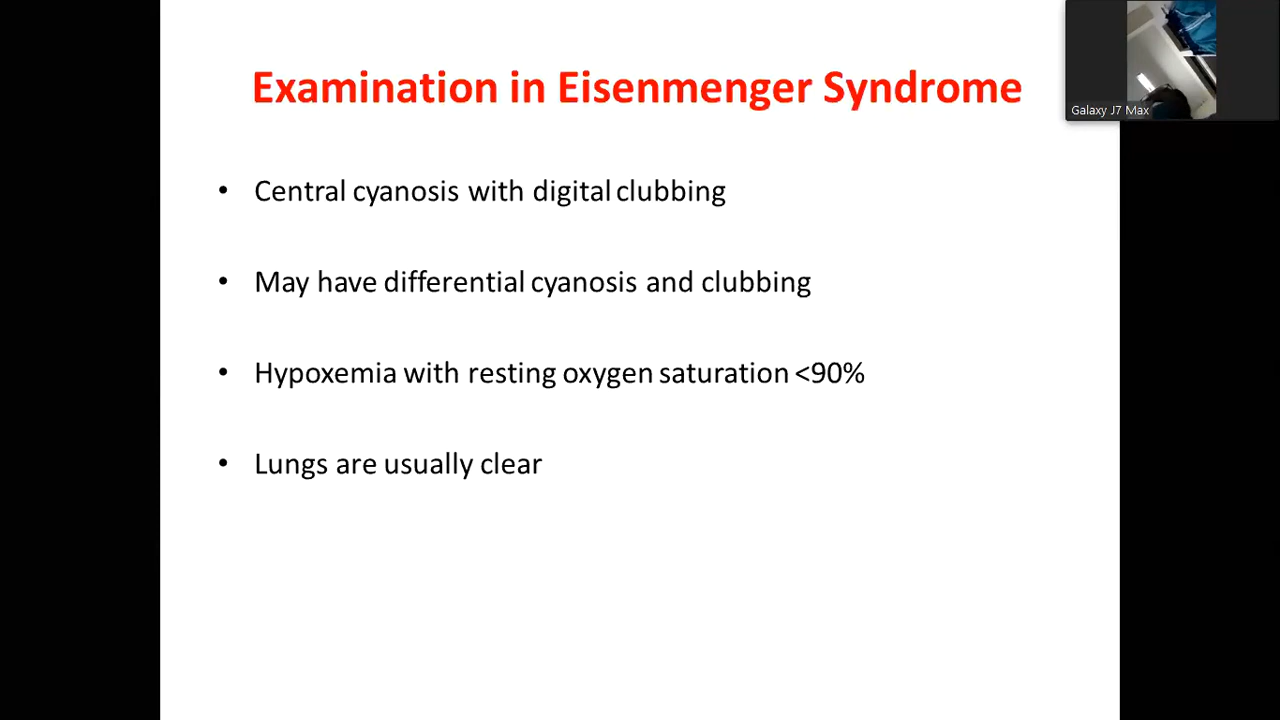 Examination in Eisenmenger Syndrome
Galaxy J7 Max
• Central cyanosis with digital clubbing
• May have differential cyanosis and clubbing
• Hypoxemia with resting oxygen saturation <90%
• Lungs are usually clear